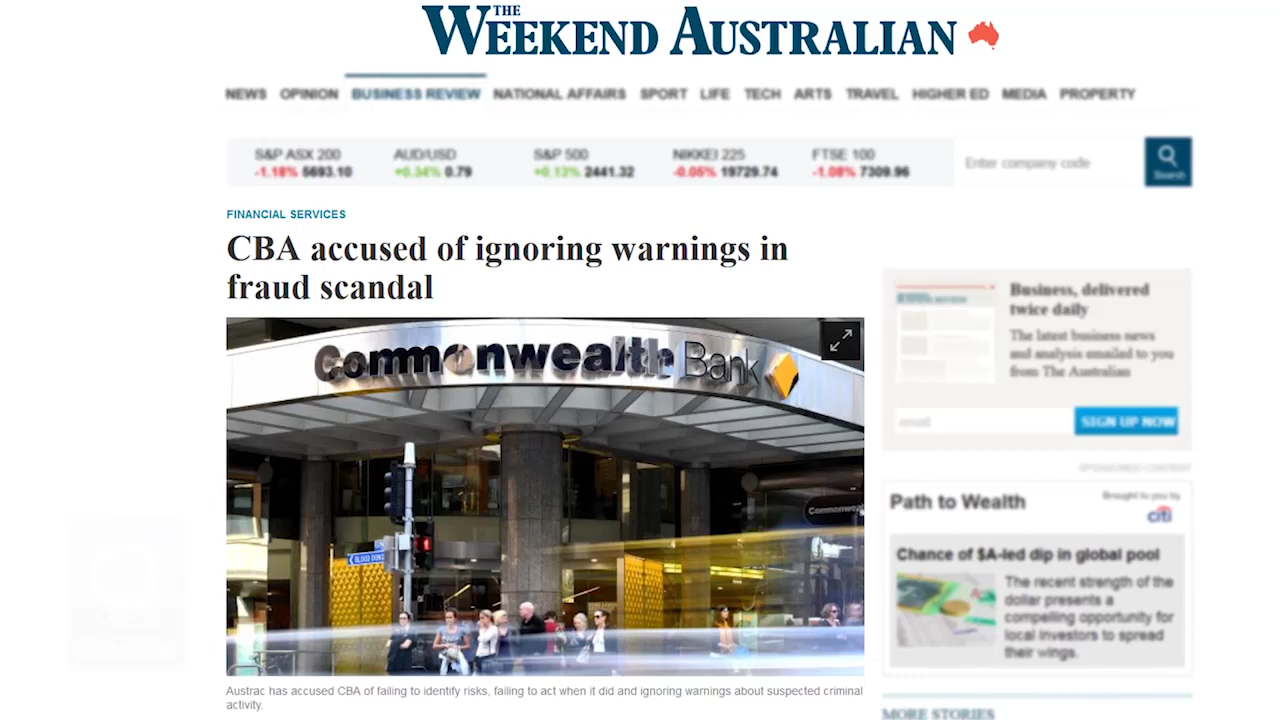 THE
WEEKEND AUSTRALIAN
NEWS OPINION BUSINESS REVIEW NATIONAL AFFAIRS SPORT LIFE TECH ARTS TRAVEL HIGHER ED MEDIA PROPERTY
S&P ASX 200 AUD/USD S&P 500 NIKKEI 225 FTSE 100
-1.18% 5693.10 +0.34% 0.79 +0.13% 2441.32 -0.05% 19729.74 -1.08% 7309.96
Enter company code
Search
FINANCIAL SERVICES
CBA accused of ignoring warnings in
fraud scandal
Commonwealth Bank
Commonwea
Austrac has accused CBA of failing to identify risks, failing to act when it did and ignoring warnings about suspected criminal
activity.
Business, delivered
twice daily
The latest business news
and analysis emailed to you
from The Australian
email
SIGN UP NOW
SPONSORED CONTENT
Path to Wealth
Brought to you by
citi
Chance of $A-led dip in global pool
The recent strength of the
dollar presents a
compelling opportunity for
local investors to spread
their wings.
MORE STORIES